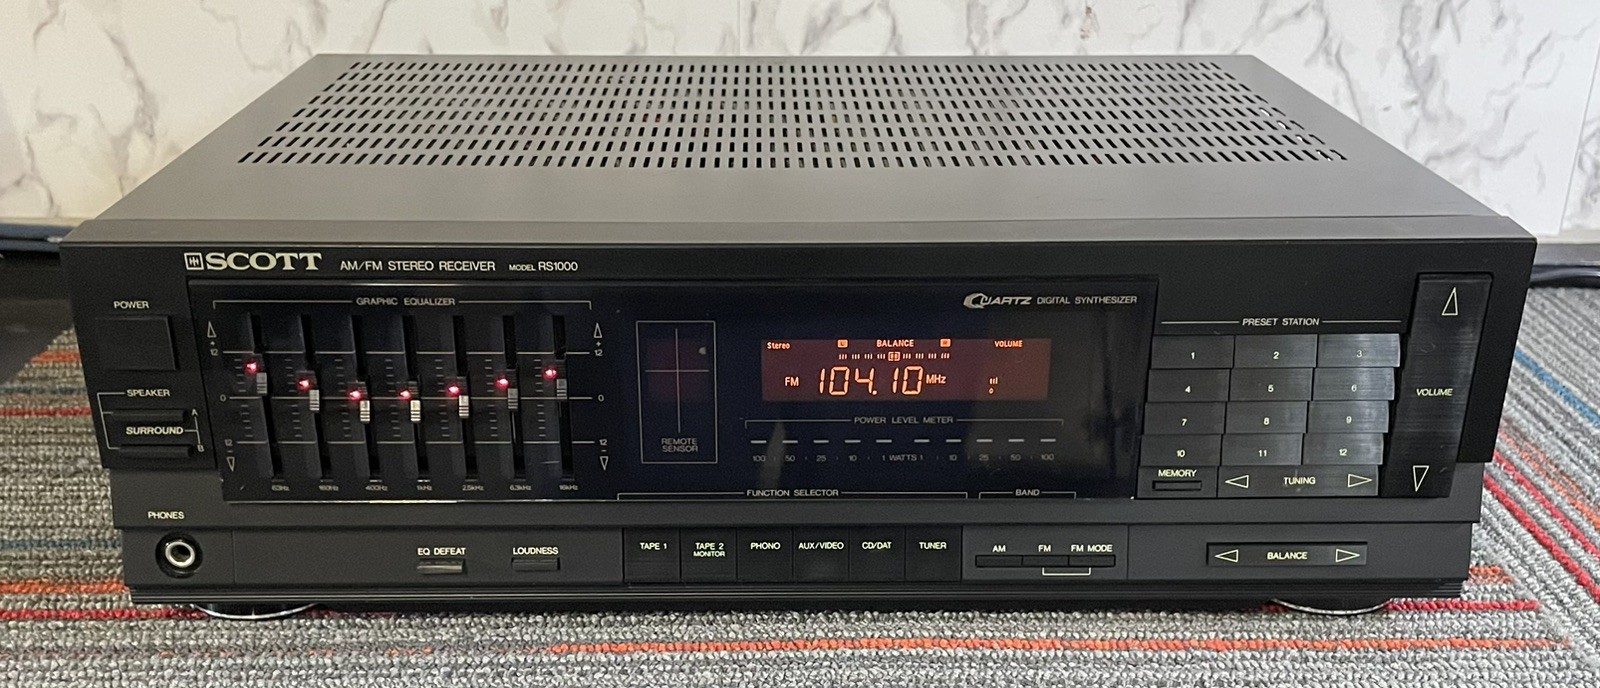 SCOTT AM/FM STEREO RECEIVER MODEL RS1000
POWER
GRAPHIC EQUALIZER
QUARTZ DIGITAL SYNTHESIZER
PRESET STATION
+ 12 + 12
0 0
12 12
63Hz 160Hz 400Hz 1kHz 2.5kHz 6.3kHz 16kHz
SPEAKER
A
SURROUND
B
REMOTE
SENSOR
Stereo L BALANCE R VOLUME
FM 104.10 MHz 0
POWER LEVEL METER
100 50 25 10 1 WATTS 1 10 25 50 100
1 2 3
4 5 6
7 8 9
10 11 12
MEMORY
TUNING
VOLUME
FUNCTION SELECTOR BAND
PHONES
EQ DEFEAT LOUDNESS
TAPE 1
TAPE 2
MONITOR
PHONO
AUX/VIDEO
CD/DAT
TUNER
AM FM FM MODE
BALANCE